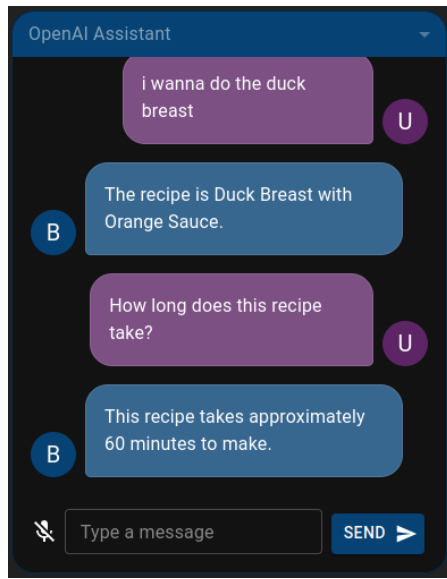 OpenAI Assistant
i wanna do the duck
breast
U
The recipe is Duck Breast with
Orange Sauce.
B
How long does this recipe
take?
U
This recipe takes approximately
60 minutes to make.
B
Type a message
SEND